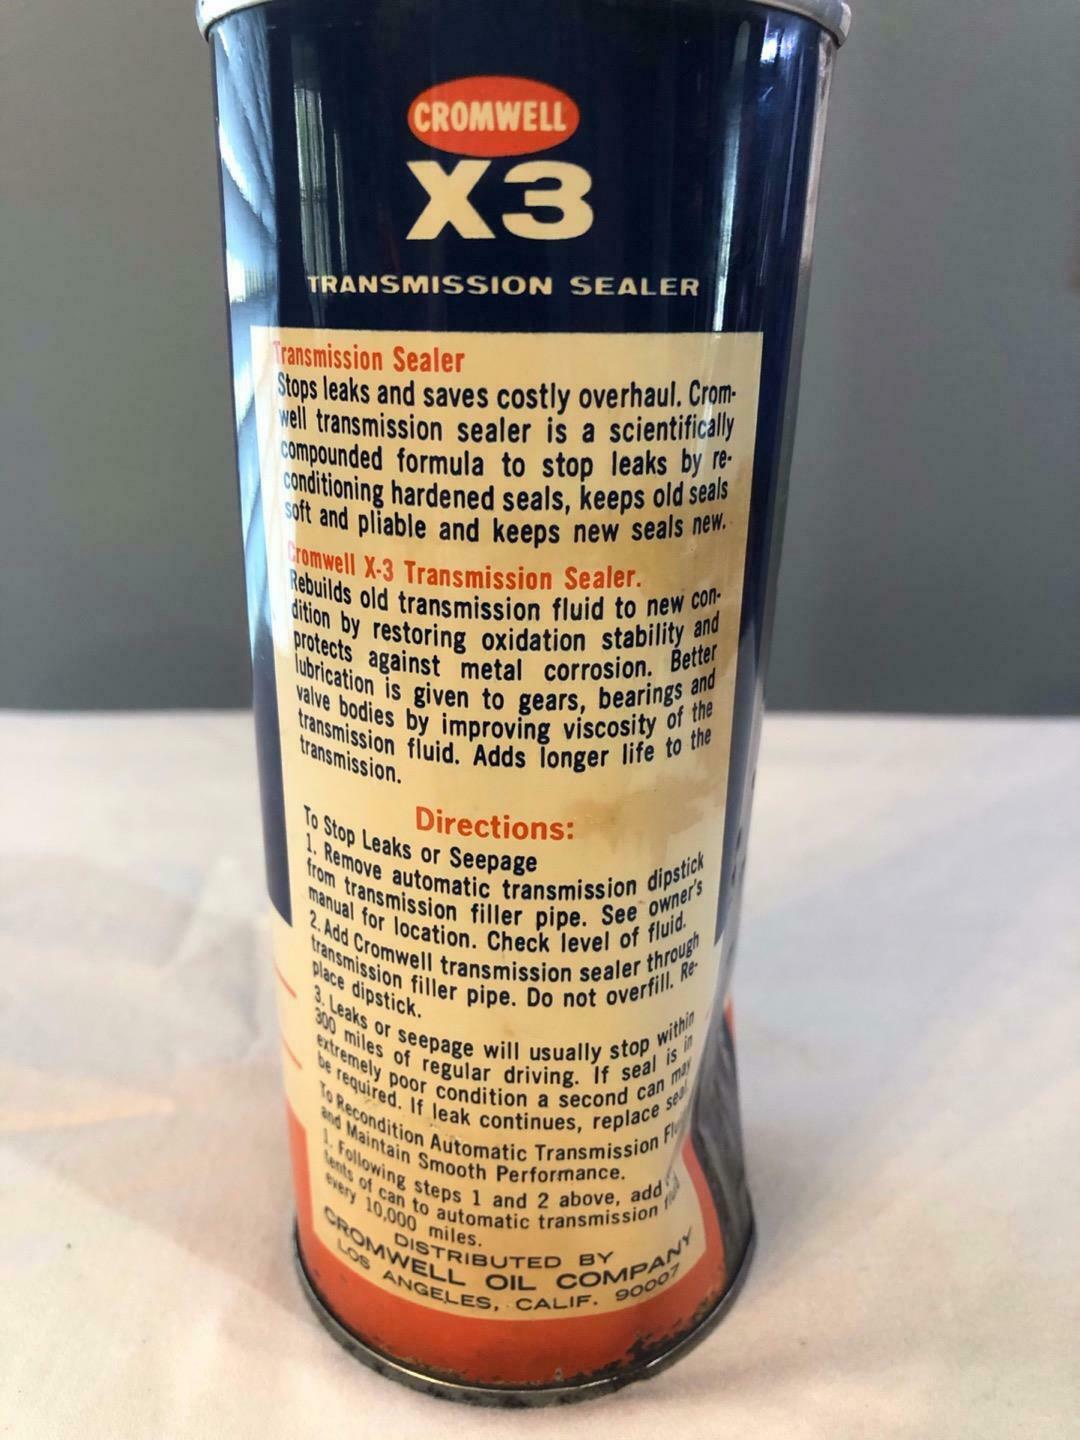 CROMWELL
X3
TRANSMISSION SEALER
Transmission Sealer
Stops leaks and saves costly overhaul. Crom-
well transmission sealer is a scientifically
compounded formula to stop leaks by re-
conditioning hardened seals, keeps old seals
soft and pliable and keeps new seals new.
Cromwell X-3 Transmission Sealer.
Rebuilds old transmission fluid to new con-
dition by restoring oxidation stability and
protects against metal corrosion. Better
lubrication is given to gears, bearings and
valve bodies by improving viscosity of the
transmission fluid. Adds longer life to the
transmission.
Directions:
To Stop Leaks or Seepage
1. Remove automatic transmission dipstick
from transmission filler pipe. See owner's
manual for location. Check level of fluid.
2. Add Cromwell transmission sealer through
transmission filler pipe. Do not overfill. Re-
place dipstick.
3. Leaks or seepage will usually stop within
300 miles of regular driving. If seal is in
extremely poor condition a second can may
be required. If leak continues, replace seal.
To Recondition Automatic Transmission
and Maintain Smooth Performance.
1. Following steps 1 and 2 above, add
tents of can to automatic transmission
every 10,000 miles.
DISTRIBUTED BY
CROMWELL OIL COMPANY
LOS ANGELES, CALIF. 90007